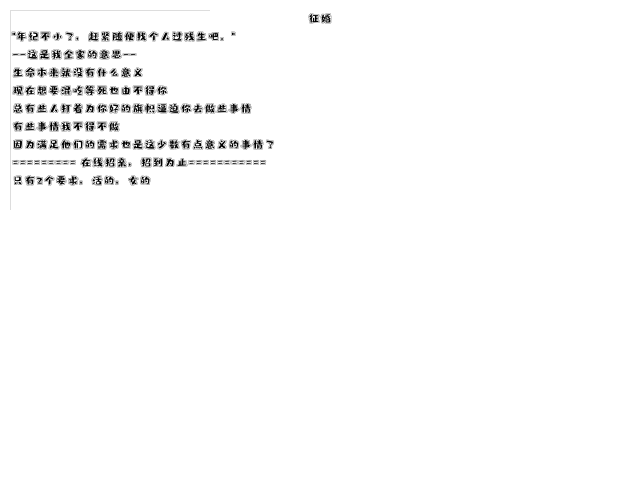 征婚
"年纪不小了，赶紧随便找个人过残生吧。"
--这是我全家的意思--
生命本来就没有什么意义
现在想要混吃等死也由不得你
总有些人打着为你好的旗帜逼迫你去做些事情
有些事情我不得不做
因为满足他们的需求也是这少数有点意义的事情了
========= 在线招亲，招到为止===========
只有2个要求，活的，女的